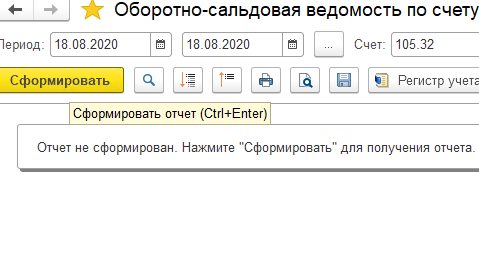 Оборотно-сальдовая ведомость по счету
Период: 18.08.2020 18.08.2020 ... Счет: 105.32
Сформировать Регистр учета
Сформировать отчет (Ctrl+Enter)
Отчет не сформирован. Нажмите "Сформировать" для получения отчета.